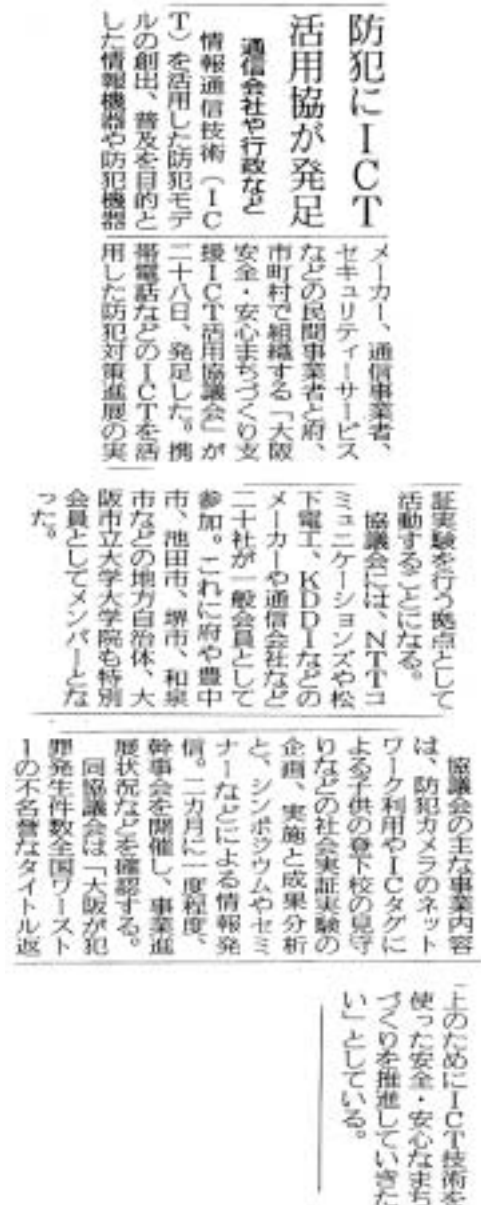 防犯にICT
活用協が発足
通信会社や行政など
情報通信技術（IC
T）を活用した防犯モデ
ルの創出、普及を目的と
した情報機器や防犯機器
メーカー、通信事業者、
セキュリティーサービス
などの民間事業者と府、
市町村で組織する「大阪
安全・安心まちづくり支
援ICT活用協議会」が
二十八日、発足した。携
帯電話などのICTを活
用した防犯対策進展の実
証実験を行う拠点として
活動することになる。
協議会には、NTTコ
ミュニケーションズや松
下電工、KDDIなどの
メーカーや通信会社など
二十社が一般会員として
参加。これに府や豊中
市、池田市、堺市、和泉
市などの地方自治体、大
阪市立大学大学院も特別
会員としてメンバーとな
った。
協議会の主な事業内容
は、防犯カメラのネット
ワーク利用やICタグに
よる子供の登下校の見守
りなどの社会実証実験の
企画、実施と成果分析
と、シンポジウムやセミ
ナーなどによる情報発
信。二カ月に一度程度、
幹事会を開催し、事業進
展状況などを確認する。
同協議会は「大阪が犯
罪発生件数全国ワースト
1の不名誉なタイトル返
上のためにICT技術を
使った安全・安心なまち
づくりを推進していきた
い」としている。